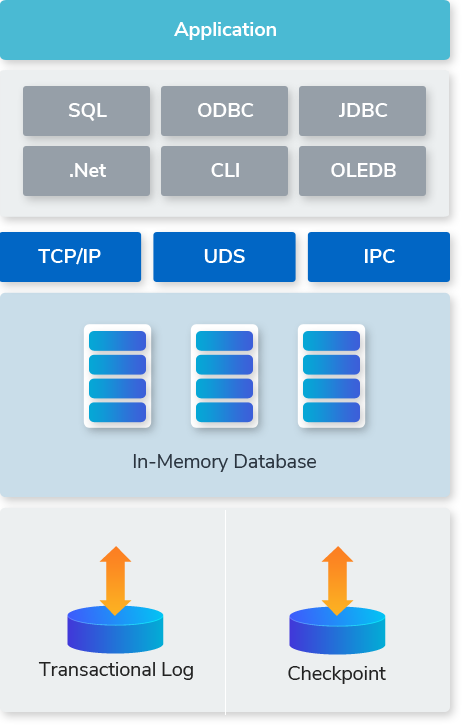 Application
SQL ODBC JDBC
.Net CLI OLEDB
TCP/IP UDS IPC
In-Memory Database
Transactional Log Checkpoint